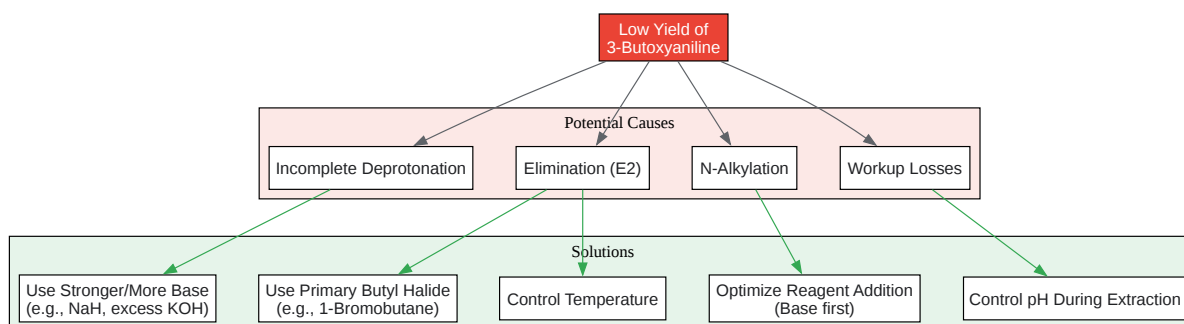 Low Yield of
3-Butoxyaniline
Potential Causes
Incomplete Deprotonation
Elimination (E2)
N-Alkylation
Workup Losses
Solutions
Use Stronger/More Base
(e.g., NaH, excess KOH)
Use Primary Butyl Halide
(e.g., 1-Bromobutane)
Control Temperature
Optimize Reagent Addition
(Base first)
Control pH During Extraction